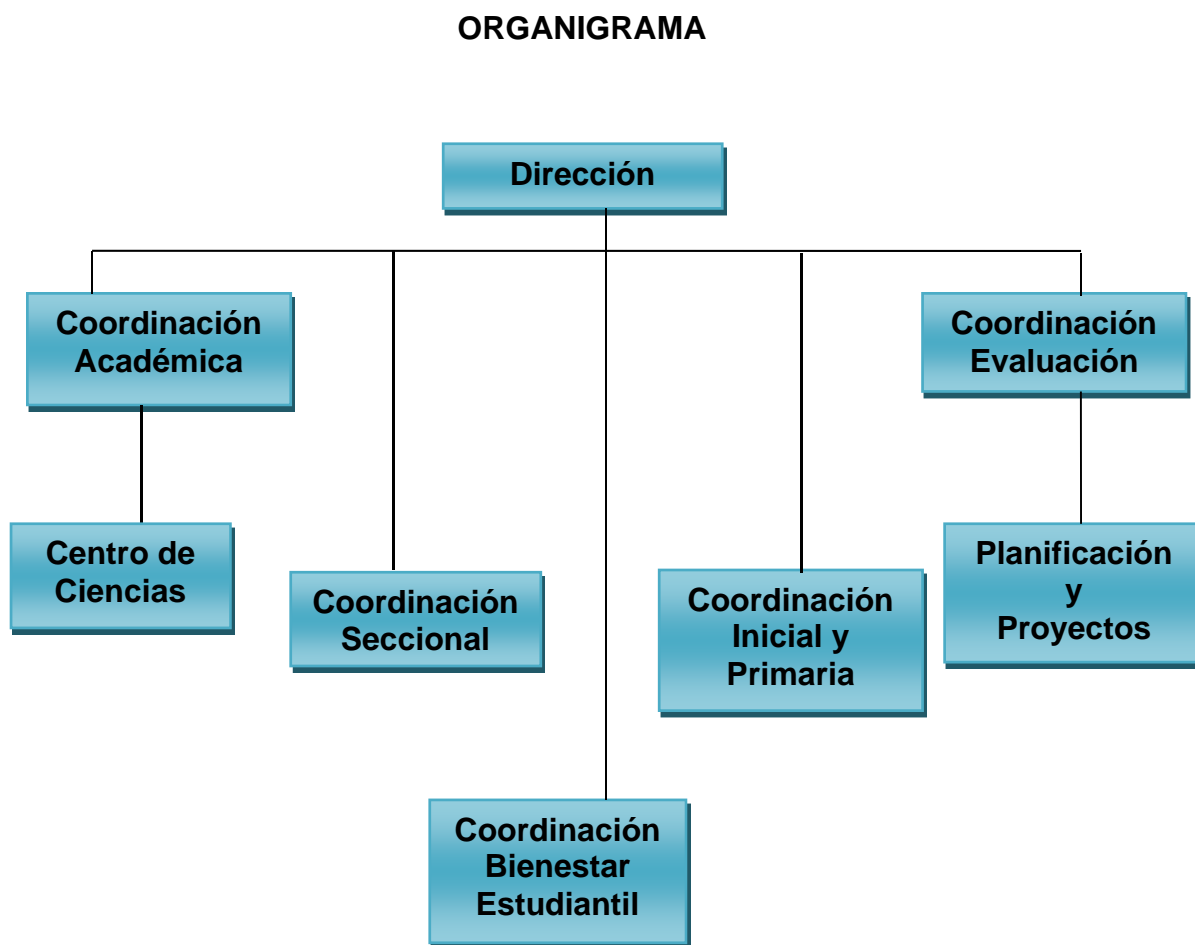 ORGANIGRAMA
Dirección
Coordinación
Académica
Coordinación
Evaluación
Centro de
Ciencias
Coordinación
Seccional
Coordinación
Inicial y
Primaria
Planificación
y
Proyectos
Coordinación
Bienestar
Estudiantil